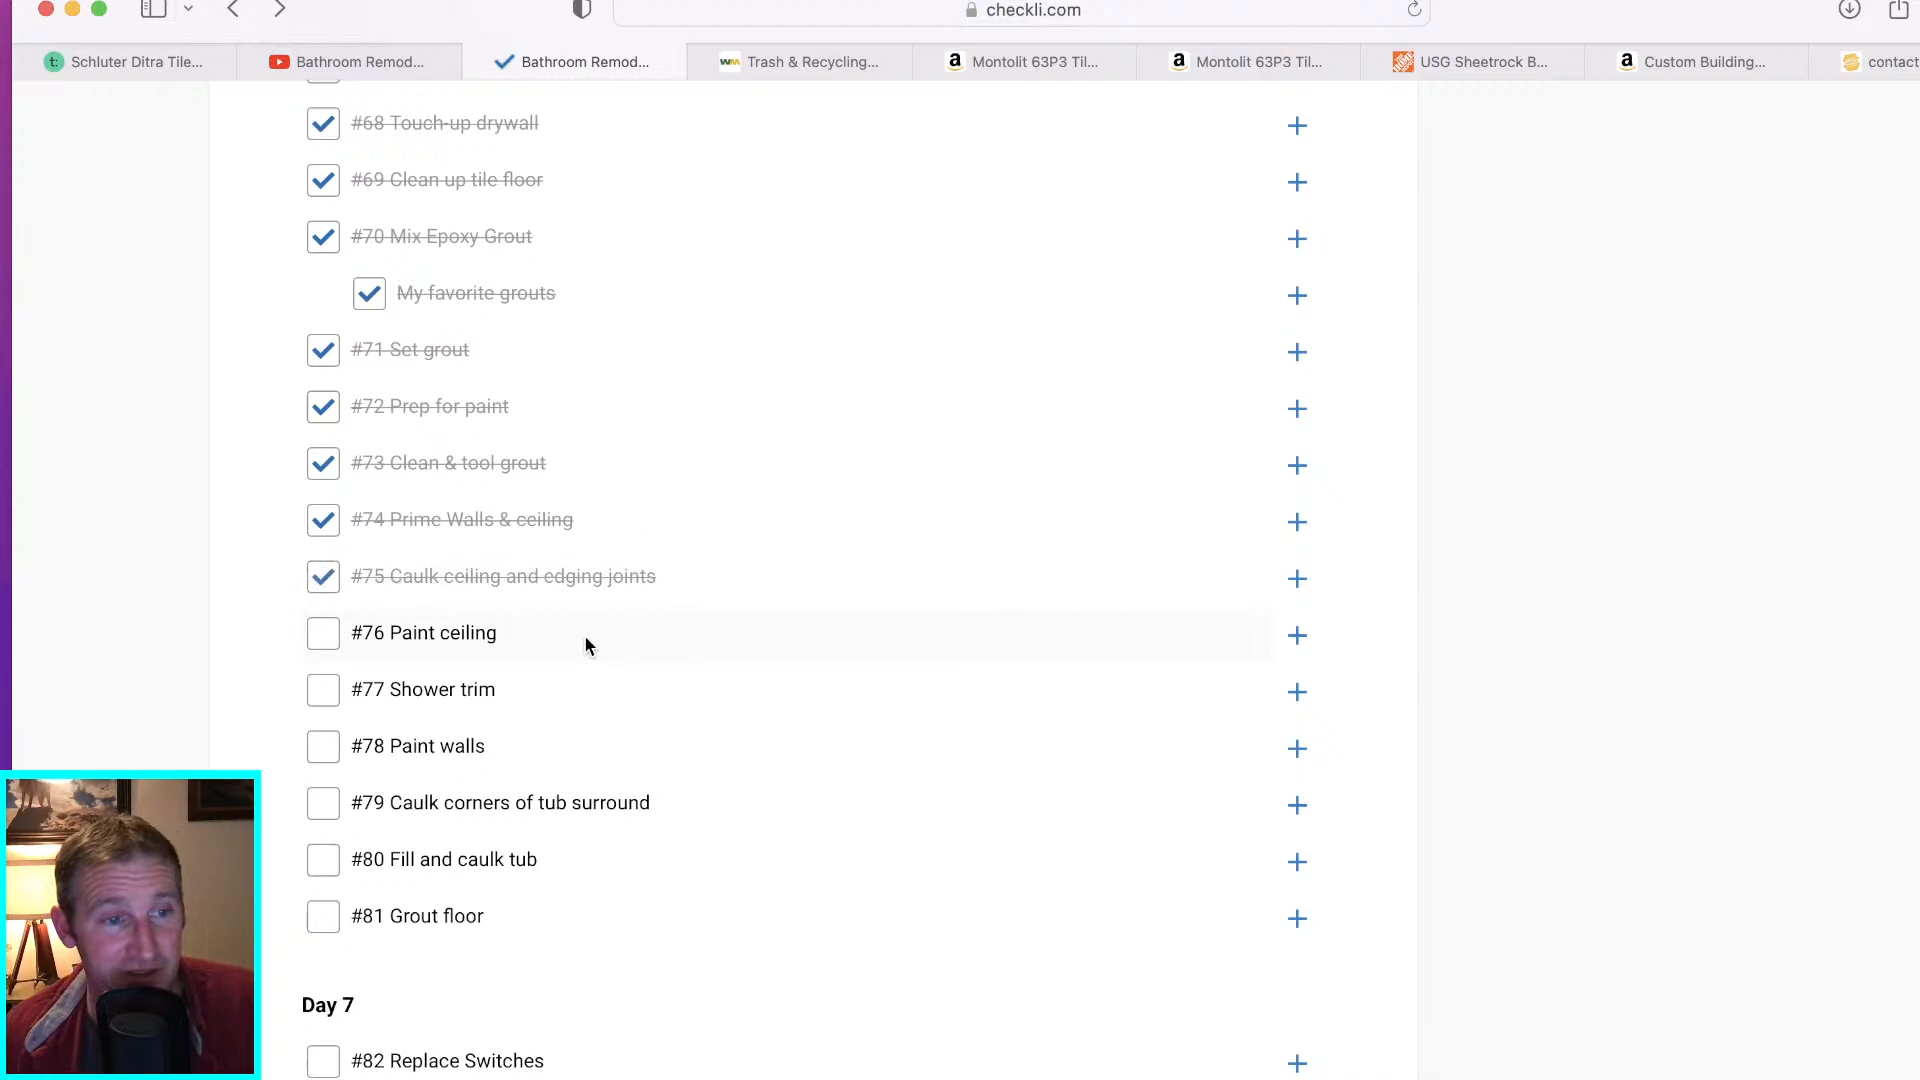 checkli.com
Schluter Ditra Tile...
Bathroom Remod...
Bathroom Remod...
Trash & Recycling...
Montolit 63P3 Til...
Montolit 63P3 Til...
USG Sheetrock B...
Custom Building...
contact
#68 Touch-up drywall
#69 Clean up tile floor
#70 Mix Epoxy Grout
My favorite grouts
#71 Set grout
#72 Prep for paint
#73 Clean & tool grout
#74 Prime Walls & ceiling
#75 Caulk ceiling and edging joints
#76 Paint ceiling
#77 Shower trim
#78 Paint walls
#79 Caulk corners of tub surround
#80 Fill and caulk tub
#81 Grout floor
Day 7
#82 Replace Switches